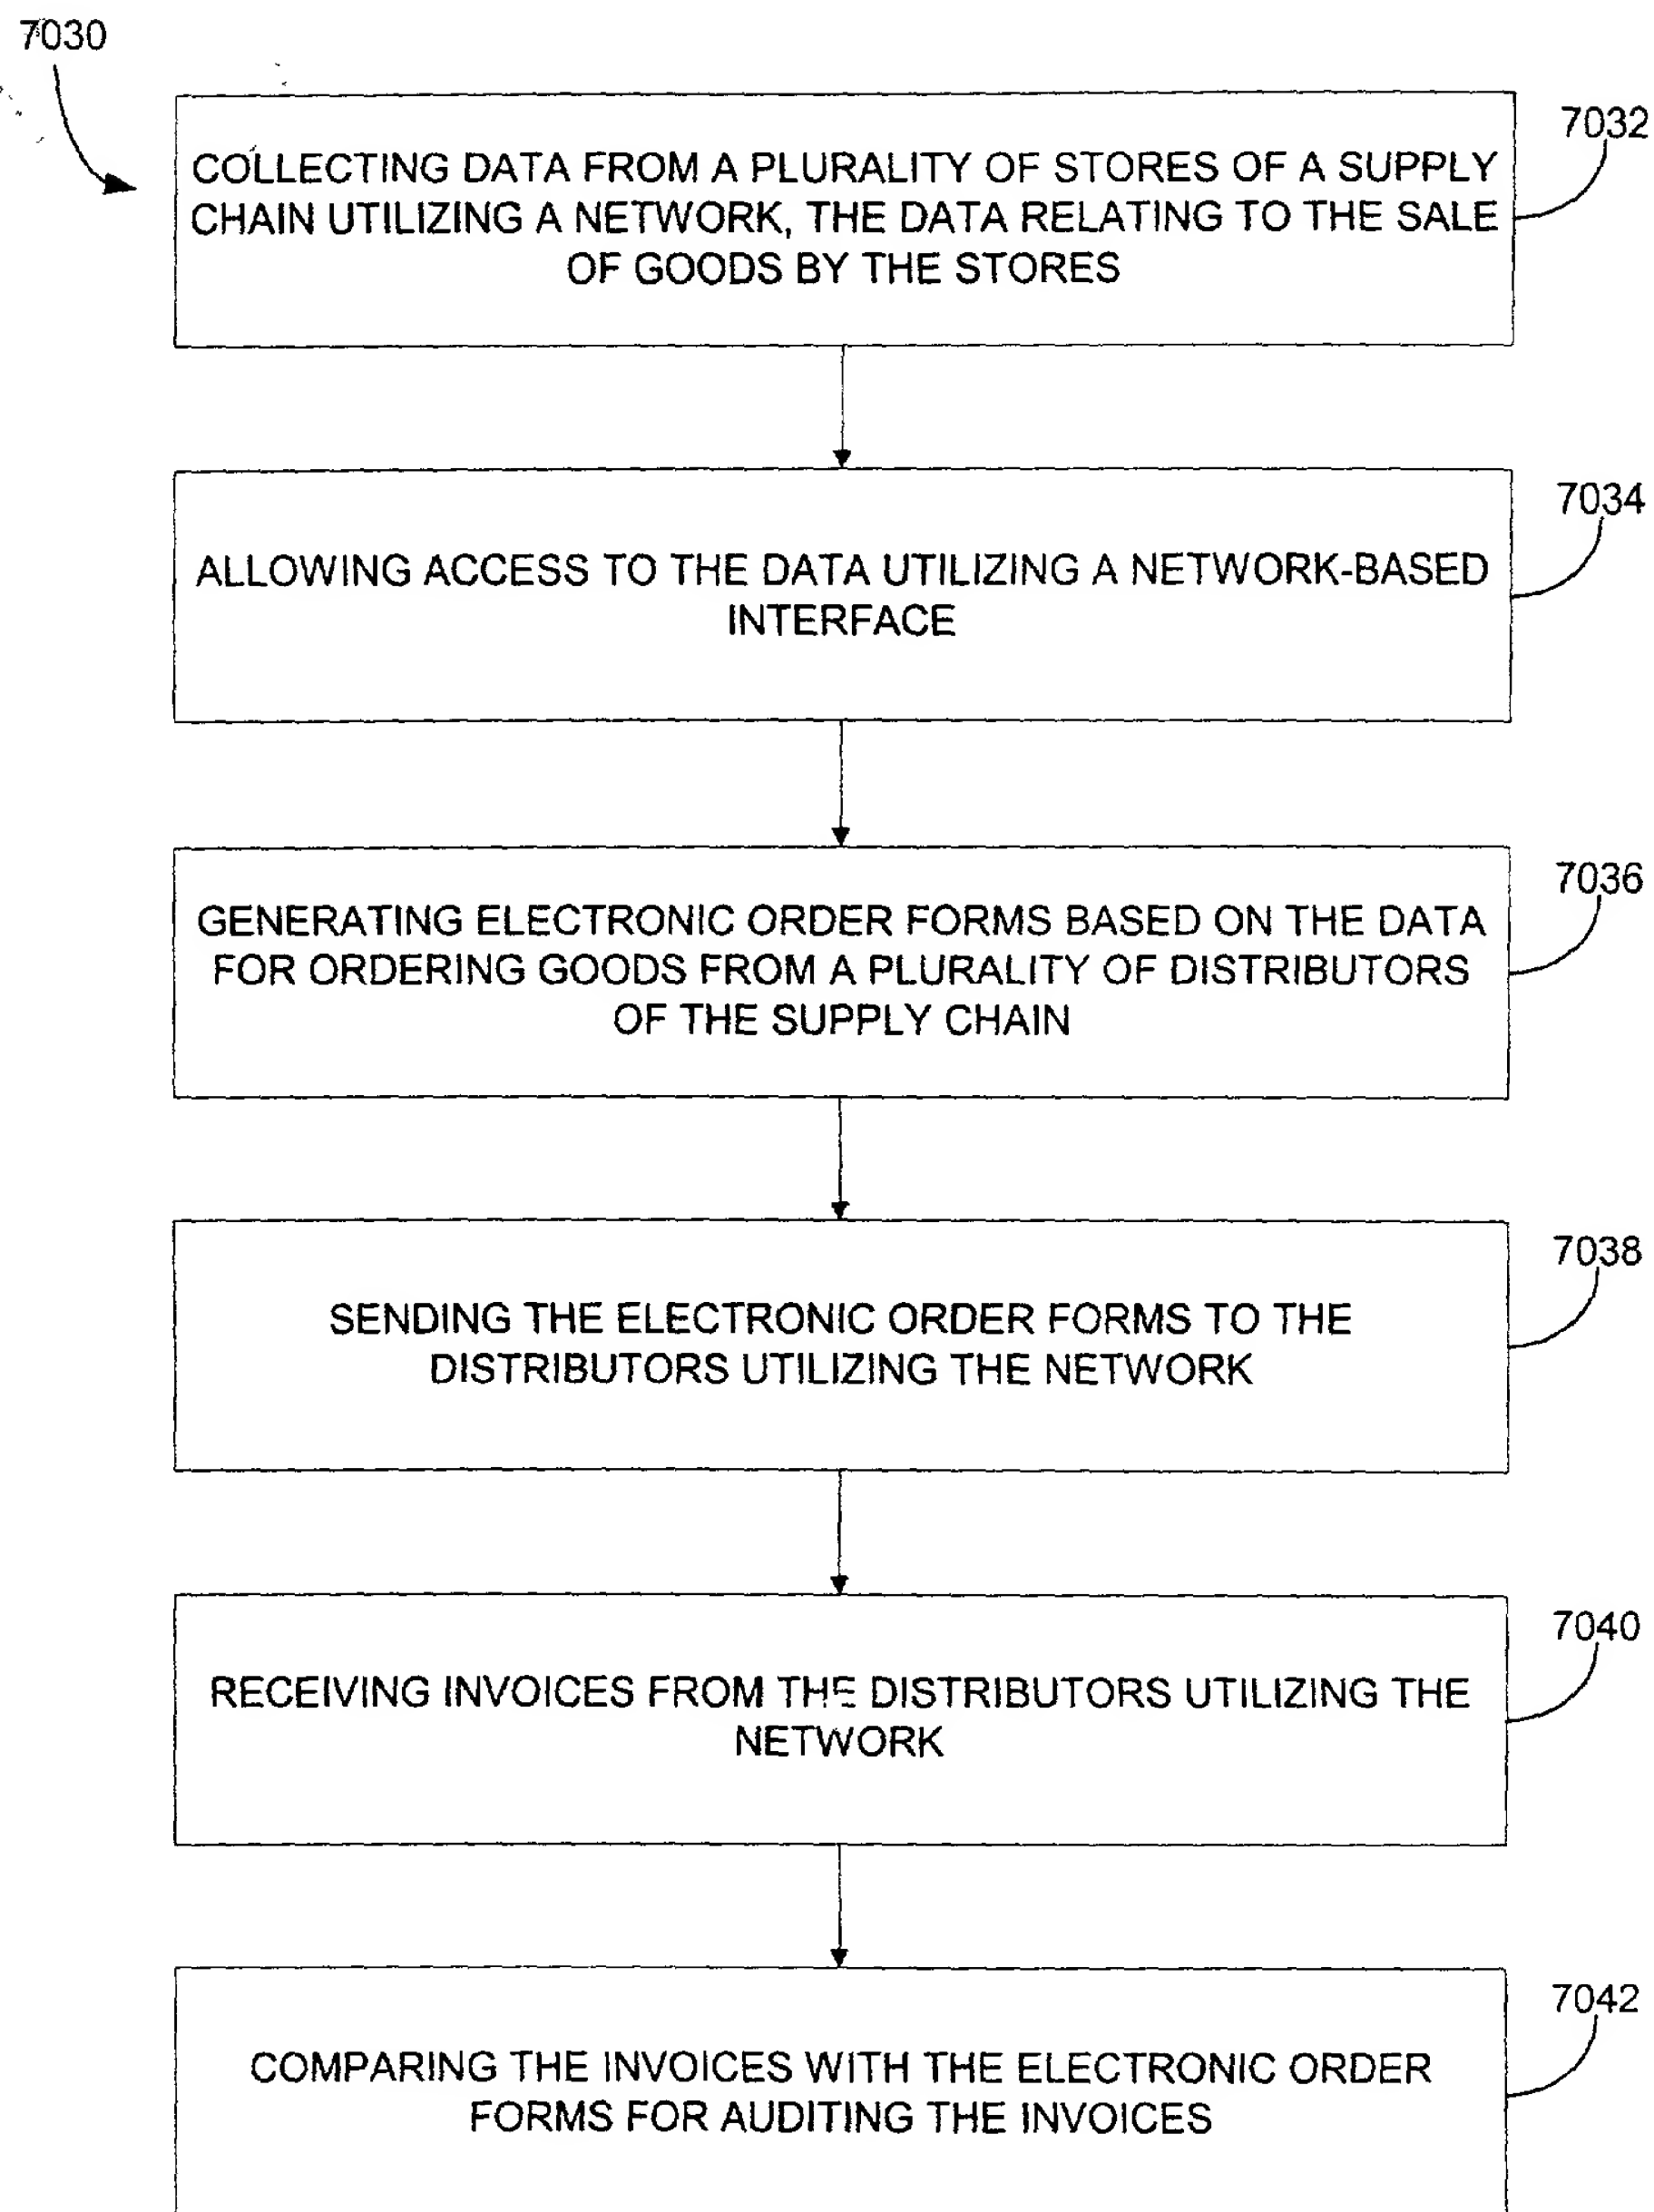 7030
7032
COLLECTING DATA FROM A PLURALITY OF STORES OF A SUPPLY
CHAIN UTILIZING A NETWORK, THE DATA RELATING TO THE SALE
OF GOODS BY THE STORES
7034
ALLOWING ACCESS TO THE DATA UTILIZING A NETWORK-BASED
INTERFACE
7036
GENERATING ELECTRONIC ORDER FORMS BASED ON THE DATA
FOR ORDERING GOODS FROM A PLURALITY OF DISTRIBUTORS
OF THE SUPPLY CHAIN
7038
SENDING THE ELECTRONIC ORDER FORMS TO THE
DISTRIBUTORS UTILIZING THE NETWORK
7040
RECEIVING INVOICES FROM THE DISTRIBUTORS UTILIZING THE
NETWORK
7042
COMPARING THE INVOICES WITH THE ELECTRONIC ORDER
FORMS FOR AUDITING THE INVOICES